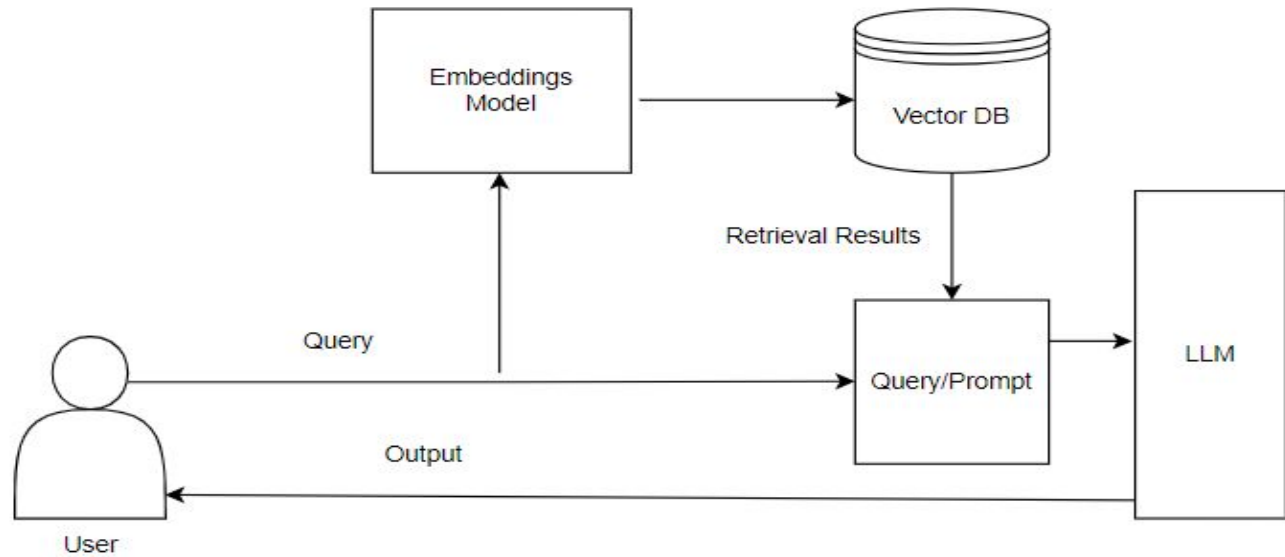 Embeddings
Model
Vector DB
Retrieval Results
Query
Query/Prompt
LLM
Output
User